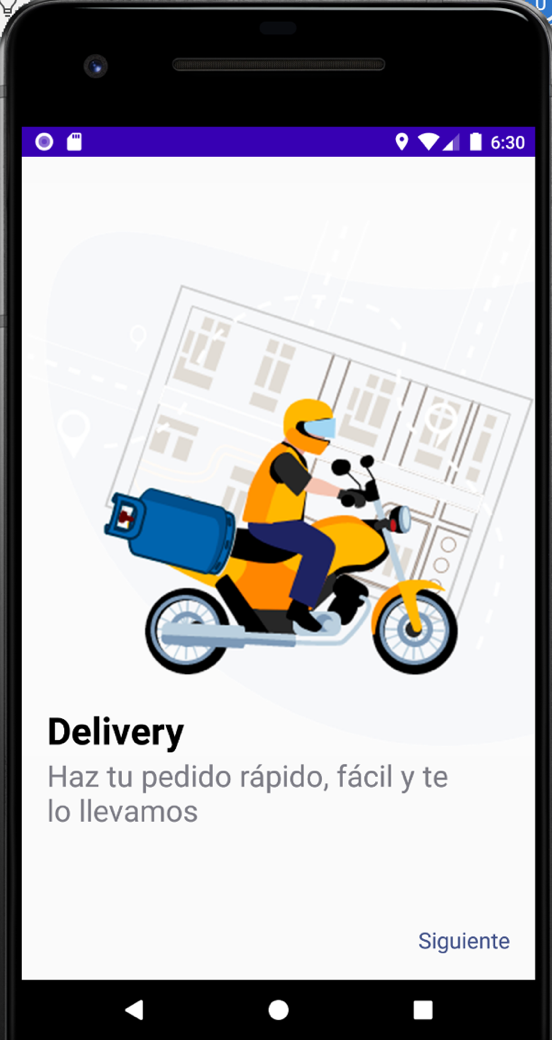 6:30
Delivery
Haz tu pedido rápido, fácil y te
lo llevamos
Siguiente